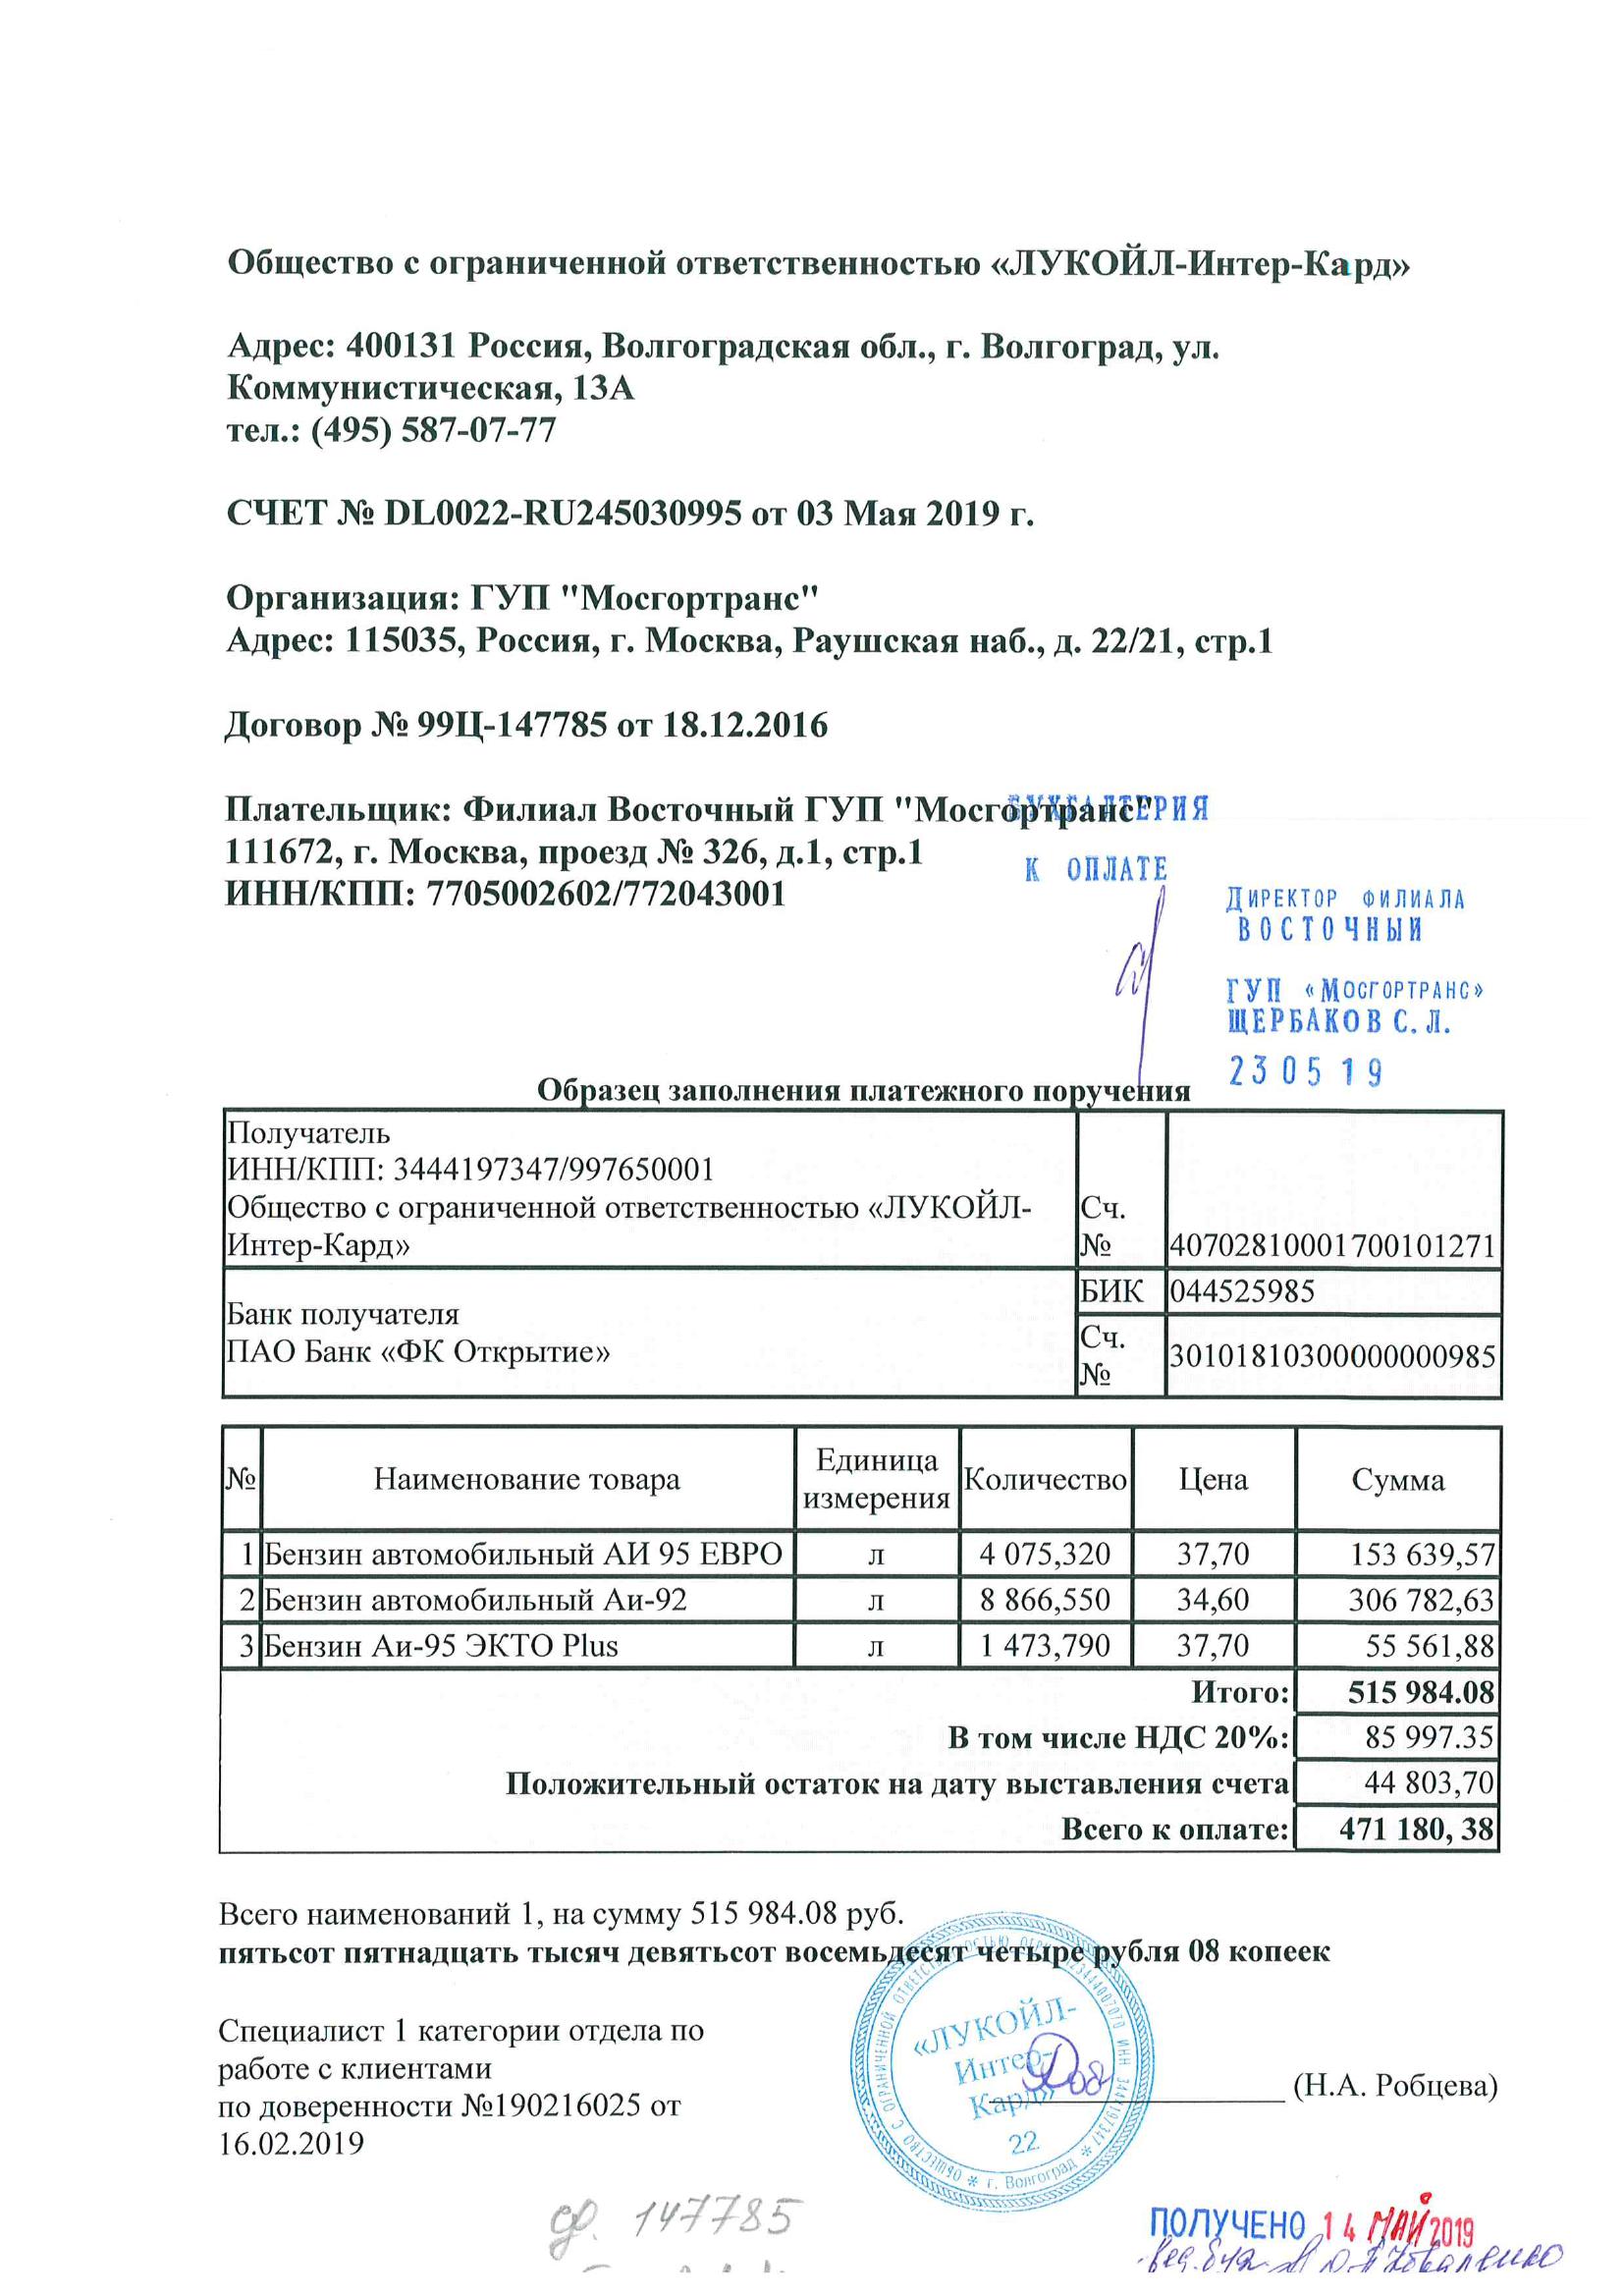 Общество с ограниченной ответственностью «ЛУКОЙЛ-Интер-Кард»
Адрес: 400131 Россия, Волгоградская обл., г. Волгоград, ул.
Коммунистическая, 13А
тел.: (495) 587-07-77
СЧЕТ № DL0022-RU245030995 от 03 Мая 2019 г.
Организация: ГУП "Мосгортранс"
Адрес: 115035, Россия, г. Москва, Раушская наб., д. 22/21, стр.1
Договор № 99Ц-147785 от 18.12.2016
Плательщик: Филиал Восточный ГУП "Мосгортранс"
БУХГАЛТЕРИЯ
111672, г. Москва, проезд № 326, д.1, стр.1
К ОПЛАТЕ
ИНН/КПП: 7705002602/772043001
ДИРЕКТОР ФИЛИАЛА
ВОСТОЧНЫЙ
ГУП «МОСГОРТРАНС»
ЩЕРБАКОВ С. Л.
23 05 19
Образец заполнения платежного поручения
Получатель
ИНН/КПП: 3444197347/997650001
Общество с ограниченной ответственностью «ЛУКОЙЛ-
Интер-Кард»
Сч.
№ 40702810001700101271
Банк получателя
ПАО Банк «ФК Открытие»
БИК 044525985
Сч.
№ 30101810300000000985
№ Наименование товара Единица измерения Количество Цена Сумма
1 Бензин автомобильный АИ 95 ЕВРО л 4 075,320 37,70 153 639,57
2 Бензин автомобильный Аи-92 л 8 866,550 34,60 306 782,63
3 Бензин Аи-95 ЭКТО Plus л 1 473,790 37,70 55 561,88
Итого: 515 984.08
В том числе НДС 20%: 85 997.35
Положительный остаток на дату выставления счета 44 803,70
Всего к оплате: 471 180, 38
Всего наименований 1, на сумму 515 984.08 руб.
пятьсот пятнадцать тысяч девятьсот восемьдесят четыре рубля 08 копеек
Специалист 1 категории отдела по
работе с клиентами
по доверенности №190216025 от
16.02.2019
(Н.А. Робцева)
ОБЩЕСТВО С ОГРАНИЧЕННОЙ ОТВЕТСТВЕННОСТЬЮ ИНН 3444197347 * г. Волгоград *
«ЛУКОЙЛ-
Интер-
Кард»
22
147785
ПОЛУЧЕНО 14 МАЙ 2019